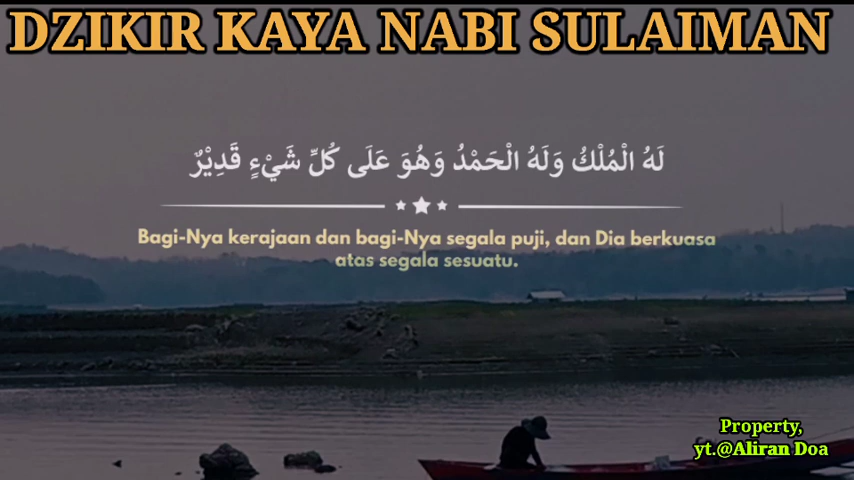 DZIKIR KAYA NABI SULAIMAN
لَهُ الْمُلْكُ وَلَهُ الْحَمْدُ وَهُوَ عَلَى كُلِّ شَيْءٍ قَدِيْرٌ
Bagi-Nya kerajaan dan bagi-Nya segala puji, dan Dia berkuasa
atas segala sesuatu.
Property,
yt.@Aliran Doa